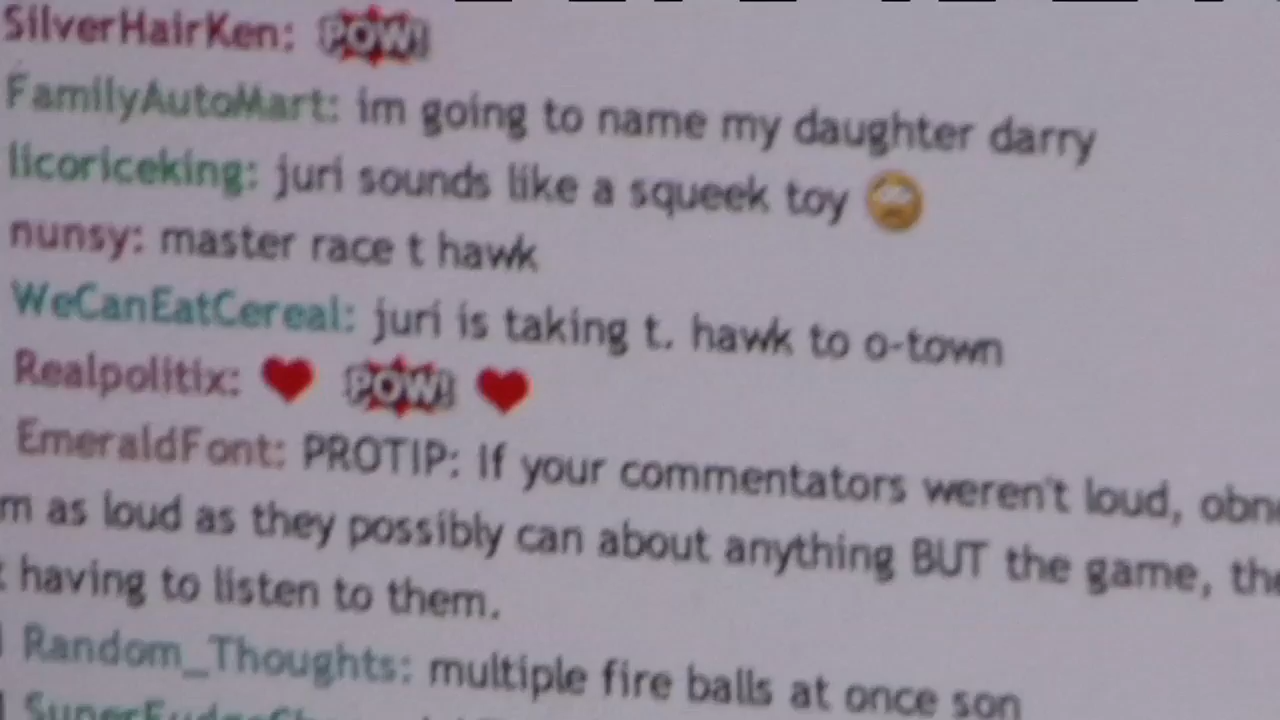 SilverHairKen: POW!
FamilyAutoMart: im going to name my daughter darry
licoriceking: juri sounds like a squeek toy
nunsy: master race t hawk
WeCanEatCereal: juri is taking t. hawk to o-town
Realpolitix: POW!
EmeraldFont: PROTIP: If your commentators weren't loud,
as loud as they possibly can about anything BUT the game,
having to listen to them.
Random_Thoughts: multiple fire balls at once son